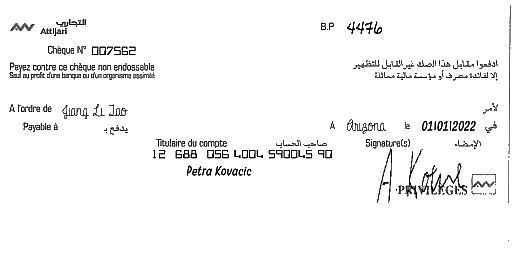 التجاري
Attijari
B.P 4476
Chèque N° 007562
Payez contre ce chèque non endossable
Sauf au profit d'une banque ou d'un organisme assimilé
ادفعوا مقابل هذا الصك غير القابل للتظهير
إلا لفائدة مصرف أو مؤسسة مالية مماثلة
A l'ordre de Jiang Li Tao لأمر
Payable à يدفع بـ A Arizona le 01/01/2022 في
Titulaire du compte صاحب الحساب Signature(s) الإمضاء
12 688 056 4004 590045 90
Petra Kovacic
PRIVILEGES